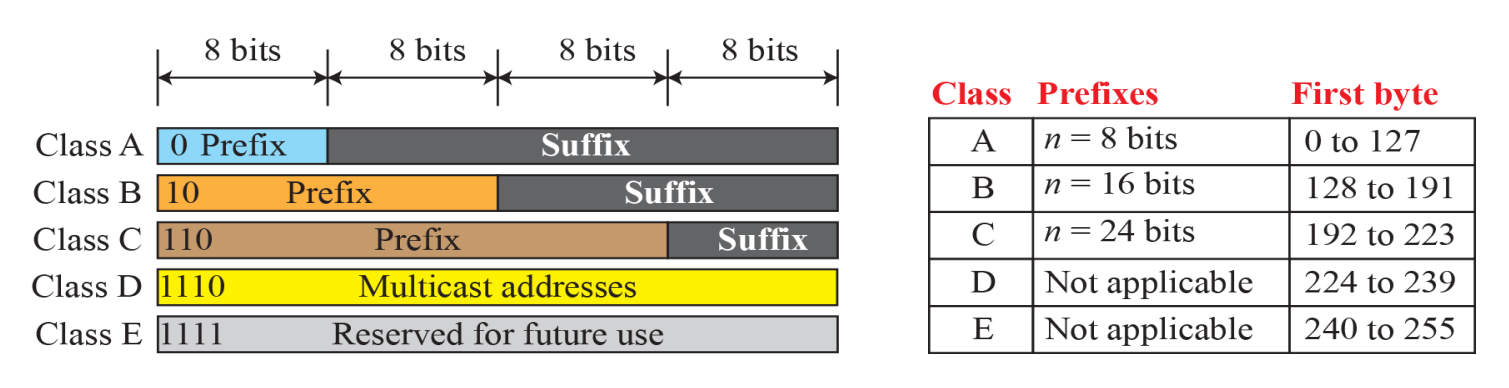 8 bits 8 bits 8 bits 8 bits
Class A 0 Prefix Suffix
Class B 10 Prefix Suffix
Class C 110 Prefix Suffix
Class D 1110 Multicast addresses
Class E 1111 Reserved for future use
Class Prefixes First byte
A n = 8 bits 0 to 127
B n = 16 bits 128 to 191
C n = 24 bits 192 to 223
D Not applicable 224 to 239
E Not applicable 240 to 255